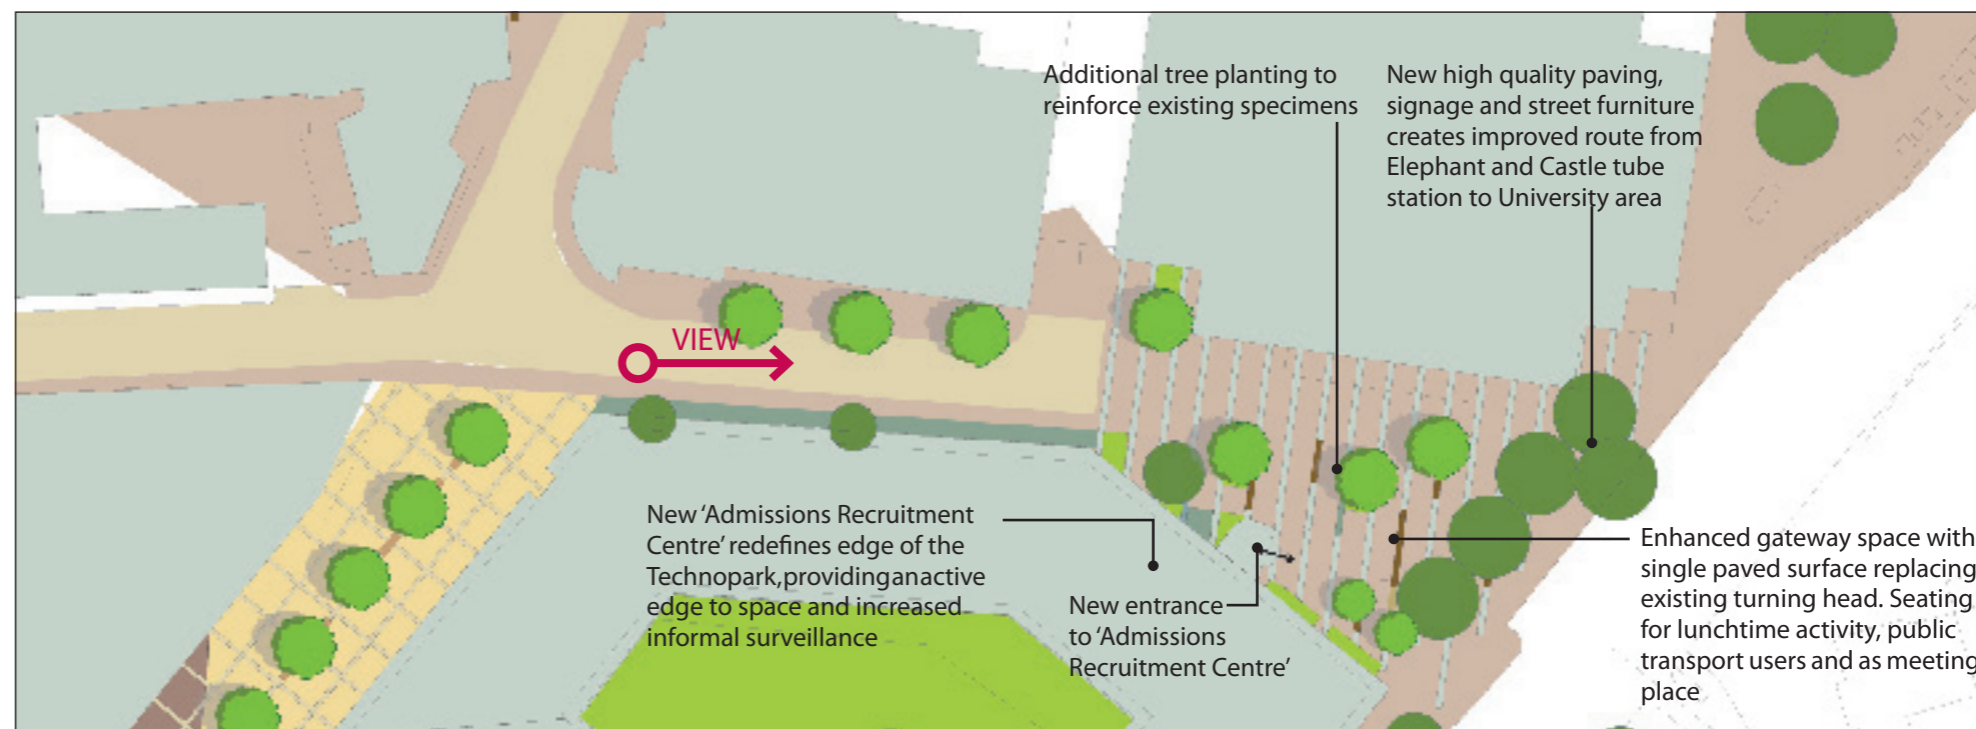 Additional tree planting to
reinforce existing specimens
New high quality paving,
signage and street furniture
creates improved route from
Elephant and Castle tube
station to University area
VIEW
New ‘Admissions Recruitment
Centre’ redefines edge of the
Technopark,providinganactive
edge to space and increased
informal surveillance
New entrance
to ‘Admissions
Recruitment Centre’
Enhanced gateway space with
single paved surface replacing
existing turning head. Seating
for lunchtime activity, public
transport users and as meeting
place